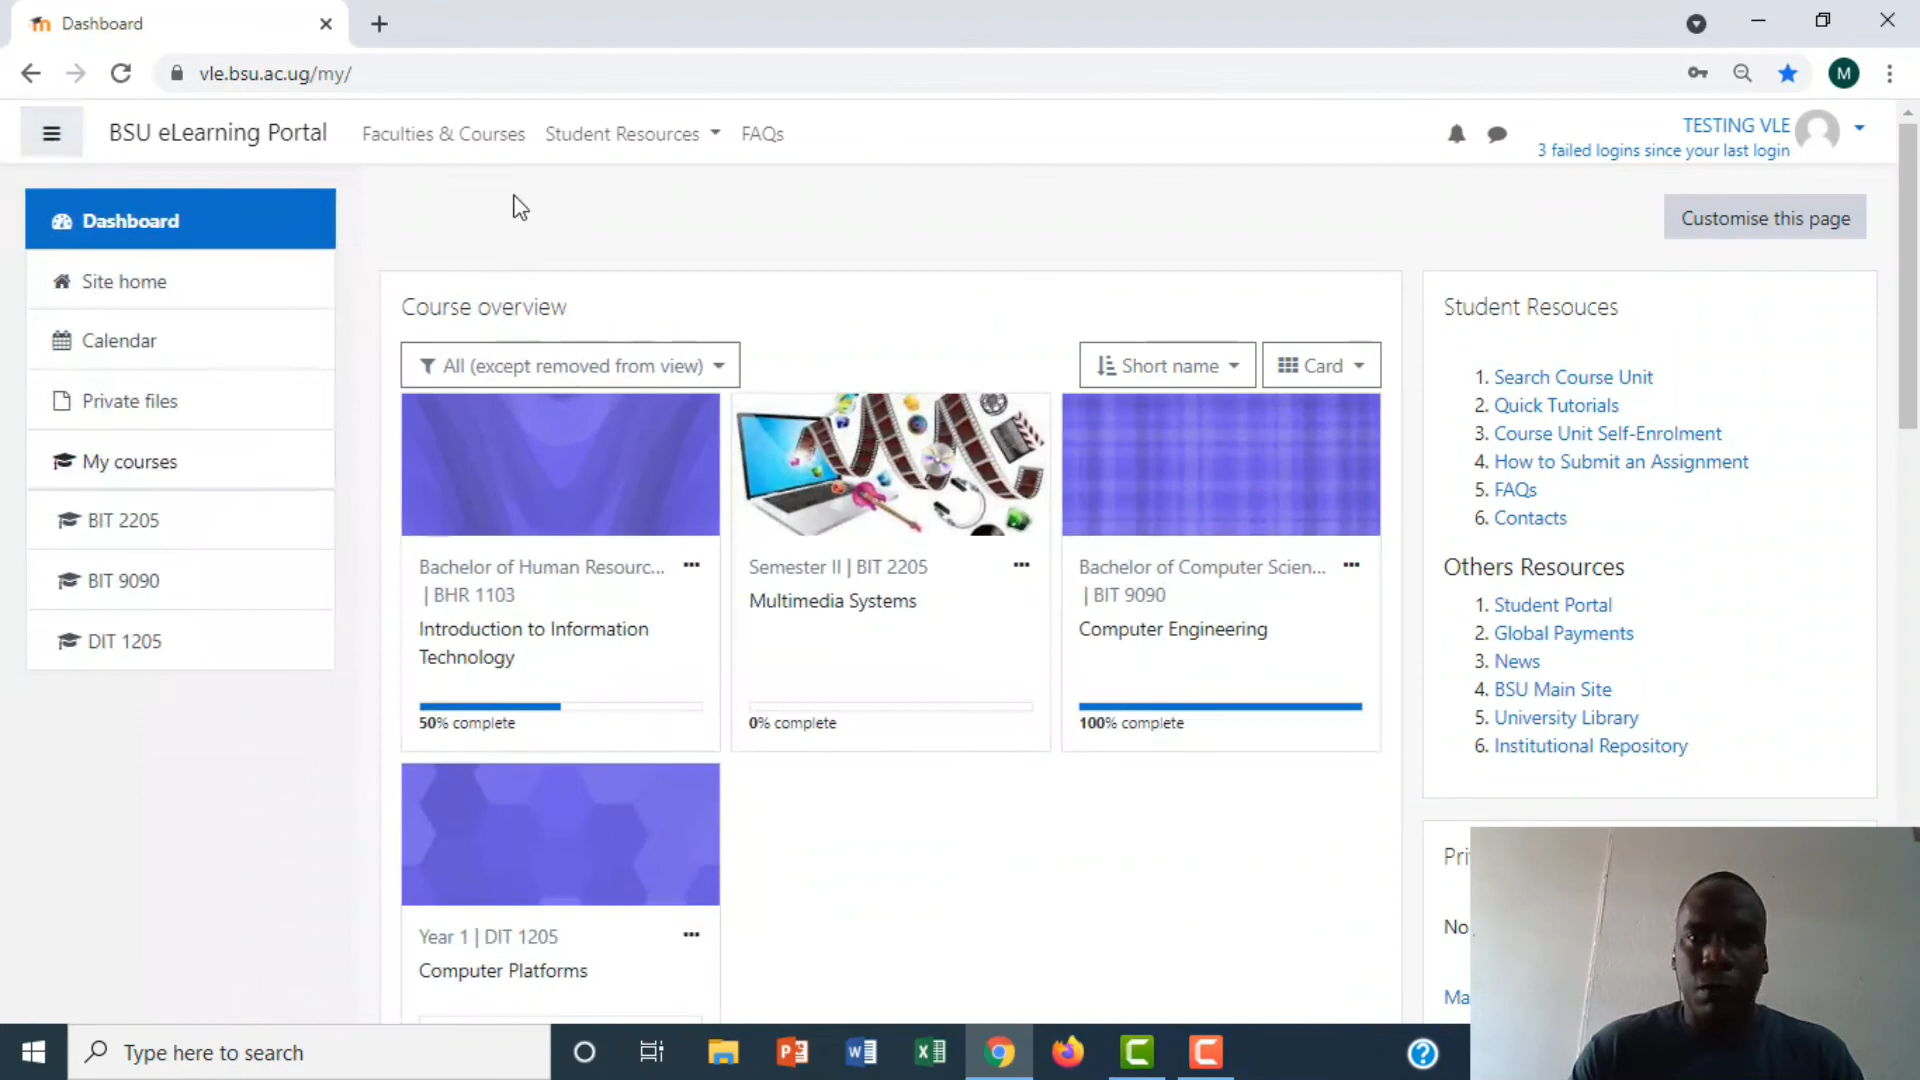 Dashboard
vle.bsu.ac.ug/my/
M
BSU eLearning Portal
Faculties & Courses
Student Resources
FAQs
TESTING VLE
3 failed logins since your last login
Dashboard
Site home
Calendar
Private files
My courses
BIT 2205
BIT 9090
DIT 1205
Customise this page
Course overview
All (except removed from view)
Short name
Card
Bachelor of Human Resourc...
| BHR 1103
Introduction to Information
Technology
50% complete
Semester II | BIT 2205
Multimedia Systems
0% complete
Bachelor of Computer Scien...
| BIT 9090
Computer Engineering
100% complete
Year 1 | DIT 1205
Computer Platforms
Student Resouces
1. Search Course Unit
2. Quick Tutorials
3. Course Unit Self-Enrolment
4. How to Submit an Assignment
5. FAQs
6. Contacts
Others Resources
1. Student Portal
2. Global Payments
3. News
4. BSU Main Site
5. University Library
6. Institutional Repository
Pri
No
Ma
Type here to search